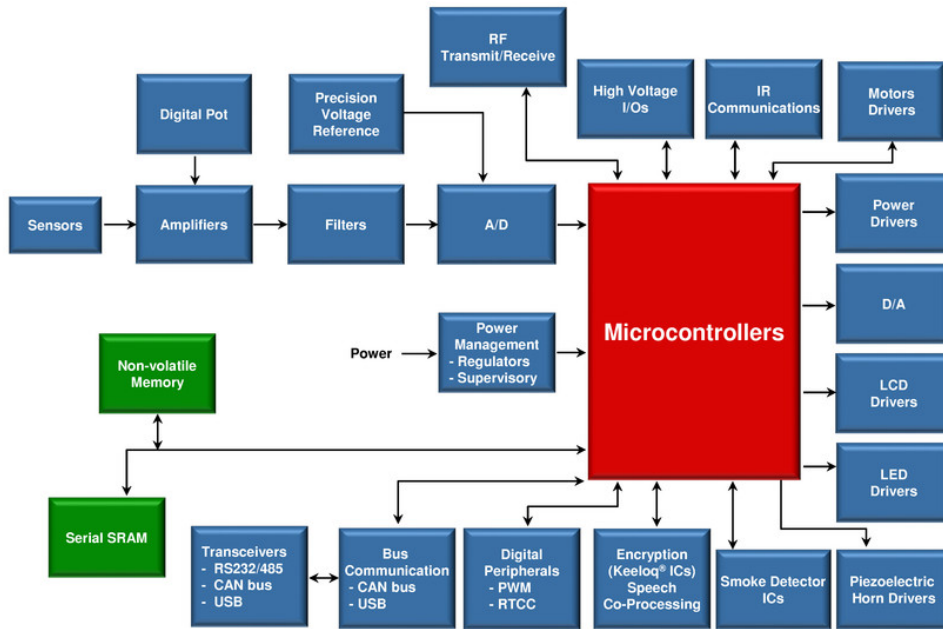 RF
Transmit/Receive
High Voltage
I/Os
IR
Communications
Motors
Drivers
Digital Pot
Precision
Voltage
Reference
Sensors
Amplifiers
Filters
A/D
Power
Drivers
Microcontrollers
D/A
Power
Power
Management
- Regulators
- Supervisory
Non-volatile
Memory
LCD
Drivers
LED
Drivers
Serial SRAM
Transceivers
- RS232/485
- CAN bus
- USB
Bus
Communication
- CAN bus
- USB
Digital
Peripherals
- PWM
- RTCC
Encryption
(Keeloq® ICs)
Speech
Co-Processing
Smoke Detector
ICs
Piezoelectric
Horn Drivers